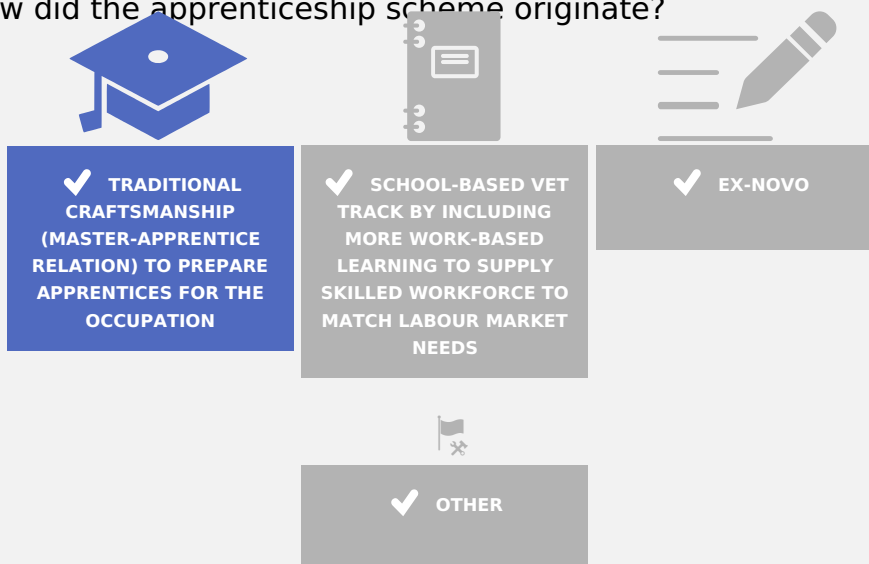 w did the apprenticeship scheme originate?
TRADITIONAL
CRAFTSMANSHIP
(MASTER-APPRENTICE
RELATION) TO PREPARE
APPRENTICES FOR THE
OCCUPATION
SCHOOL-BASED VET
TRACK BY INCLUDING
MORE WORK-BASED
LEARNING TO SUPPLY
SKILLED WORKFORCE TO
MATCH LABOUR MARKET
NEEDS
EX-NOVO
OTHER